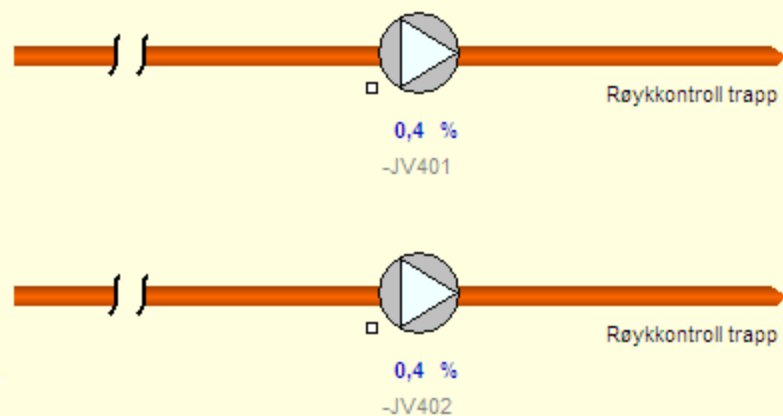 Røykkontroll trapp
0,4 %
-JV401
Røykkontroll trapp
0,4 %
-JV402